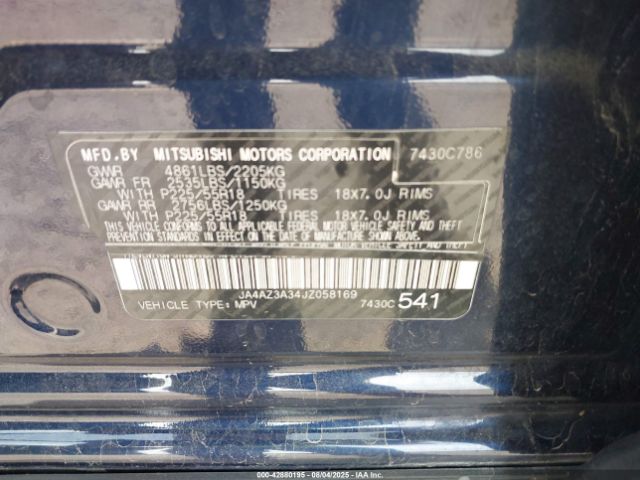 MFD.BY MITSUBISHI MOTORS CORPORATION 7430C786
GVWR 4861LBS/2205KG
GAWR FR 2535LBS/1150KG
WITH P225/55R18 TIRES 18X7.0J RIMS
GAWR RR 2756LBS/1250KG
WITH P225/55R18 TIRES 18X7.0J RIMS
THIS VEHICLE CONFORMS TO ALL APPLICABLE FEDERAL MOTOR VEHICLE SAFETY AND THEFT
PREVENTION STANDARDS IN EFFECT ON THE DATE OF MANUFACTURE SHOWN ABOVE.
JA4AZ3A34JZ058169
VEHICLE TYPE: MPV 7430C 541
000-42880195 - 08/04/2025 - IAAI.COM